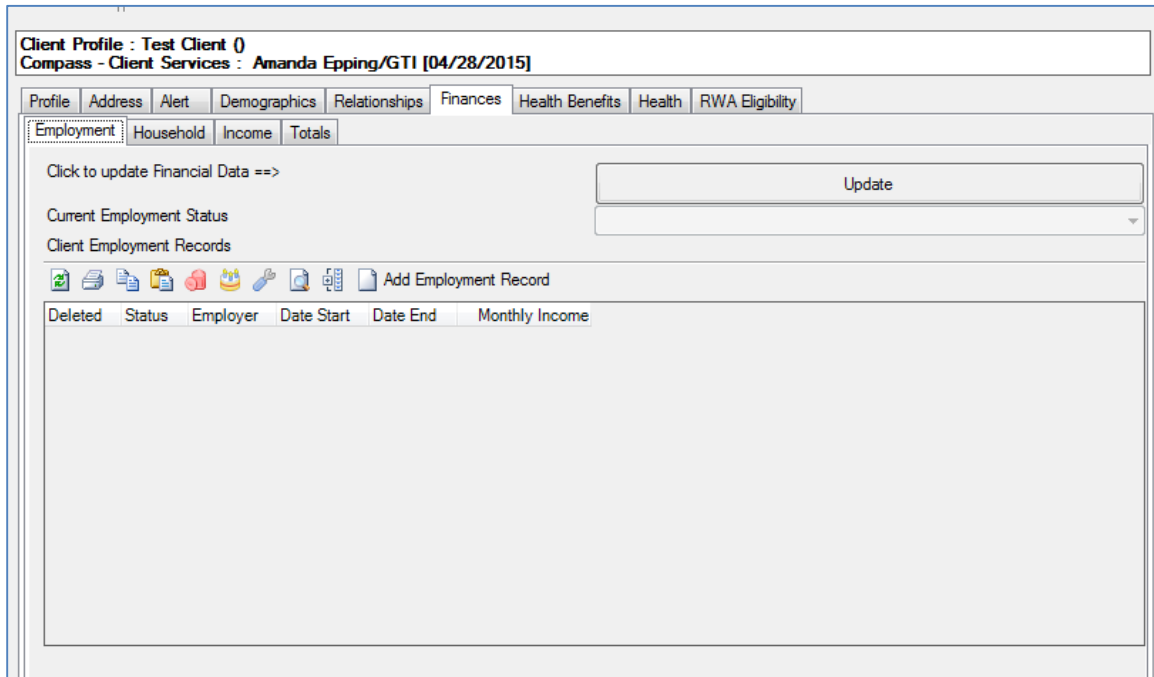 Client Profile : Test Client ()
Compass - Client Services : Amanda Epping/GTI [04/28/2015]
Profile Address Alert Demographics Relationships Finances Health Benefits Health RWA Eligibility
Employment Household Income Totals
Click to update Financial Data ==> Update
Current Employment Status
Client Employment Records
Add Employment Record
Deleted Status Employer Date Start Date End Monthly Income